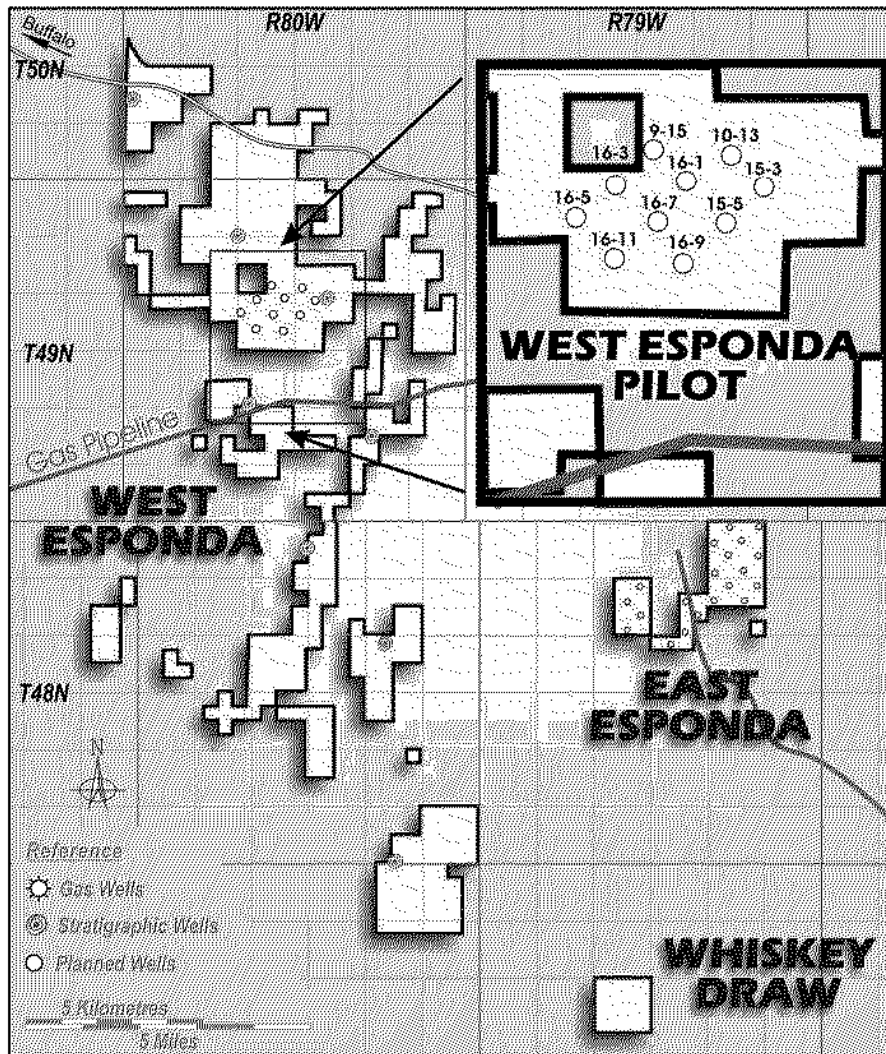 R80W
R79W
Buffalo
T50N
9-15
10-13
16-3
16-1
15-3
16-5
16-7
15-5
16-11
16-9
WEST ESPONDA
PILOT
T49N
Gas Pipeline
WEST
ESPONDA
T48N
EAST
ESPONDA
N
Reference
Gas Wells
Stratigraphic Wells
Planned Wells
5 Kilometres
5 Miles
WHISKEY
DRAW